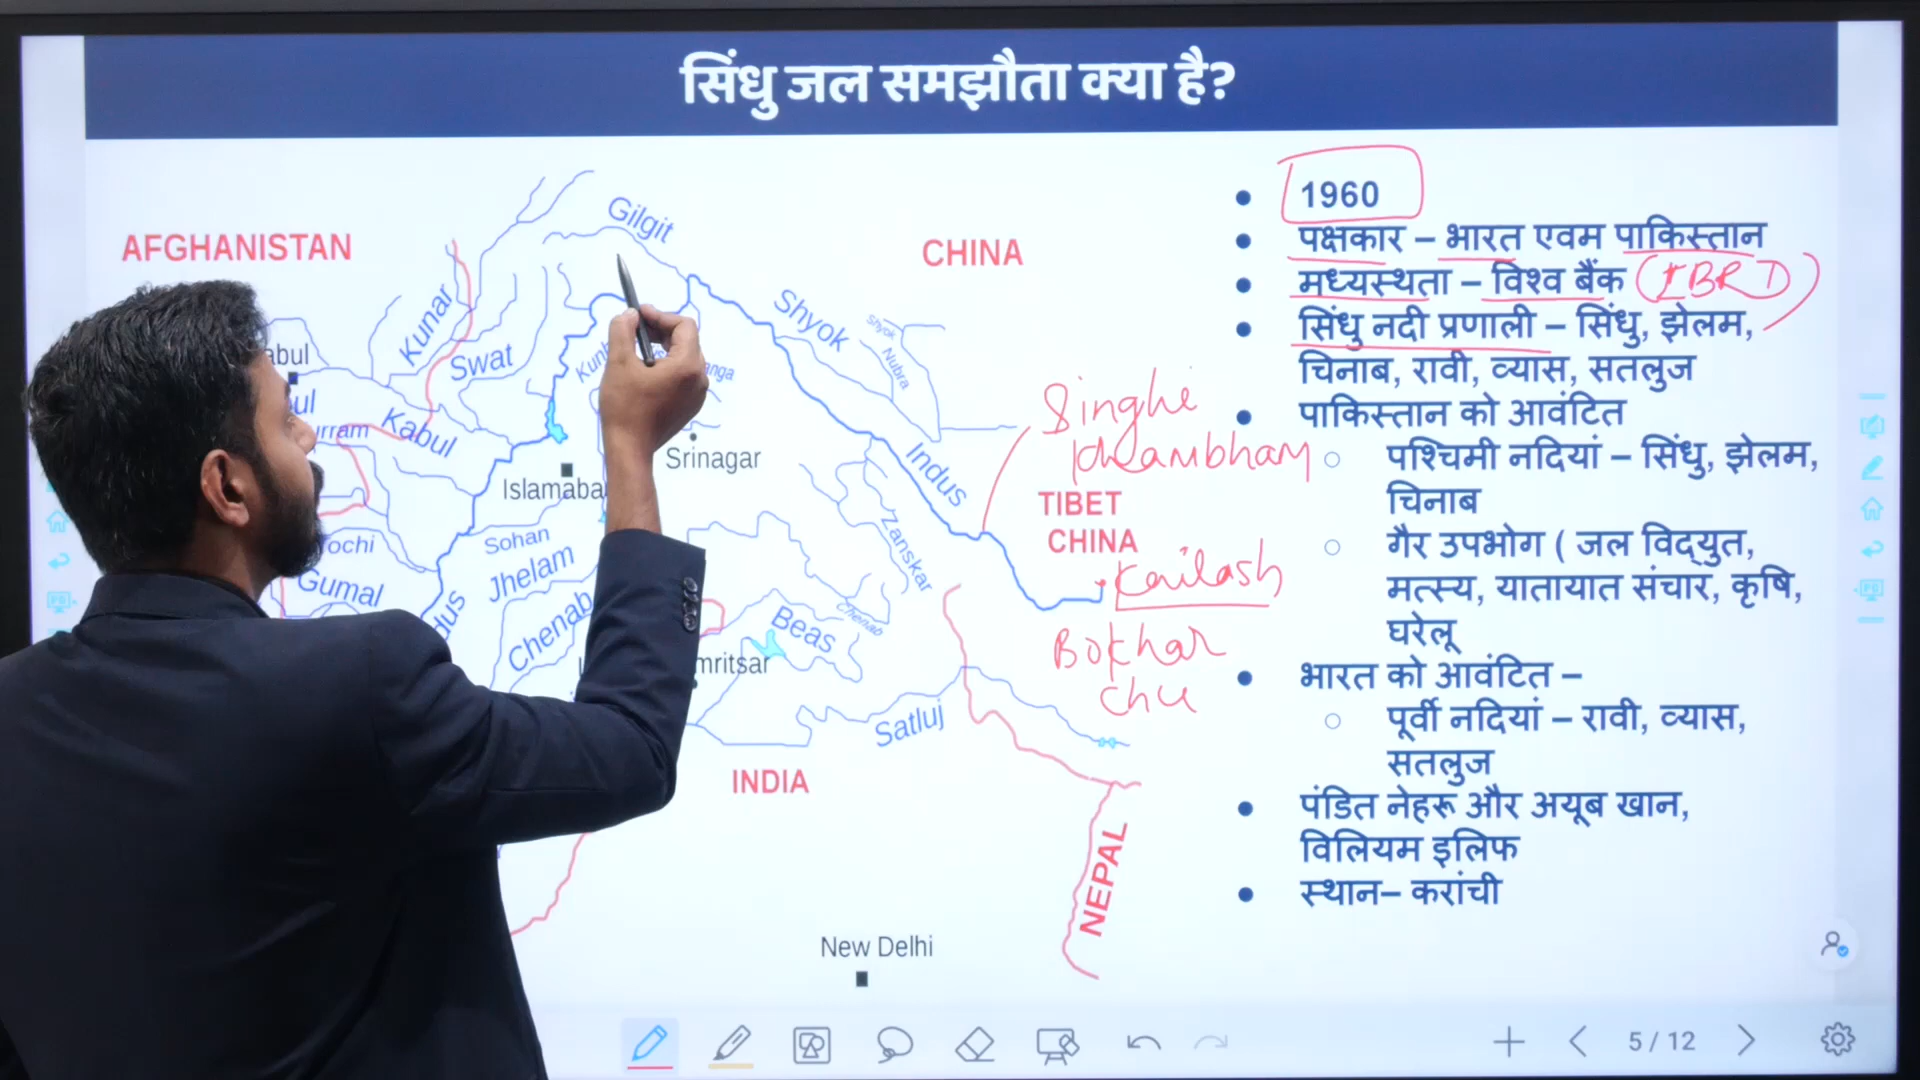 सिंधु जल समझौता क्या है?
AFGHANISTAN
Gilgit
CHINA
Kunar
Swat
Shyok
Shyok
Nubra
Kabul
Srinagar
Indus
Islamaba
Singhe
Khambham
TIBET
CHINA
Kailash
Bokhar
Chu
Zanskar
Sohan
Jhelam
Gumal
Chenab
Beas
Chenab
mritsar
Satluj
INDIA
NEPAL
New Delhi
1960
पक्षकार – भारत एवम पाकिस्तान
मध्यस्थता – विश्व बैंक (IBRD)
सिंधु नदी प्रणाली – सिंधु, झेलम,
चिनाब, रावी, व्यास, सतलुज
पाकिस्तान को आवंटित
पश्चिमी नदियां – सिंधु, झेलम,
चिनाब
गैर उपभोग ( जल विद्युत,
मत्स्य, यातायात संचार, कृषि,
घरेलू
भारत को आवंटित –
पूर्वी नदियां – रावी, व्यास,
सतलुज
पंडित नेहरू और अयूब खान,
विलियम इलिफ
स्थान– करांची
5 / 12